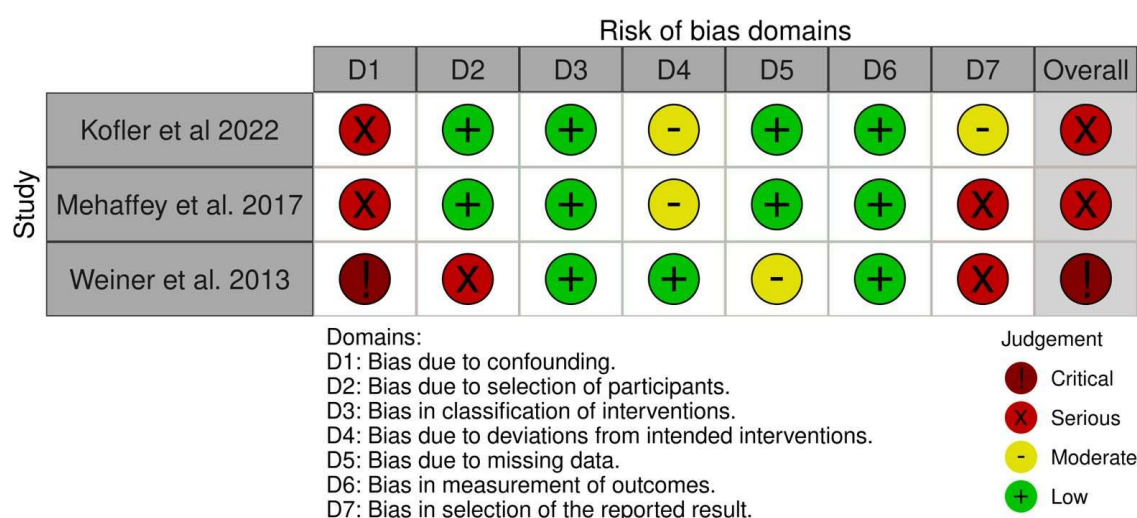 Risk of bias domains
D1 D2 D3 D4 D5 D6 D7 Overall
Study
Kofler et al 2022 X + + - + + - X
Mehaffey et al. 2017 X + + - + + X X
Weiner et al. 2013 ! X + + - + X !
Domains:
D1: Bias due to confounding.
D2: Bias due to selection of participants.
D3: Bias in classification of interventions.
D4: Bias due to deviations from intended interventions.
D5: Bias due to missing data.
D6: Bias in measurement of outcomes.
D7: Bias in selection of the reported result.
Judgement
! Critical
X Serious
- Moderate
+ Low